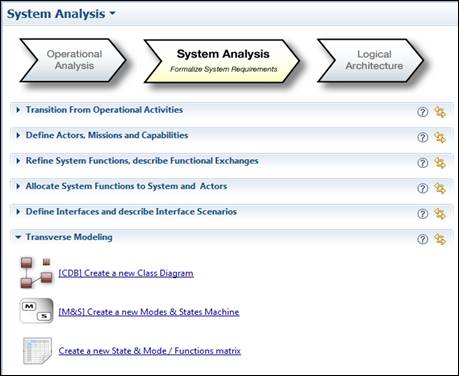 System Analysis
Operational
Analysis
System Analysis
Formalize System Requirements
Logical
Architecture
Transition From Operational Activities
Define Actors, Missions and Capabilities
Refine System Functions, describe Functional Exchanges
Allocate System Functions to System and Actors
Define Interfaces and describe Interface Scenarios
Transverse Modeling
[CDB] Create a new Class Diagram
M S
[M&S] Create a new Modes & States Machine
Create a new State & Mode / Functions matrix